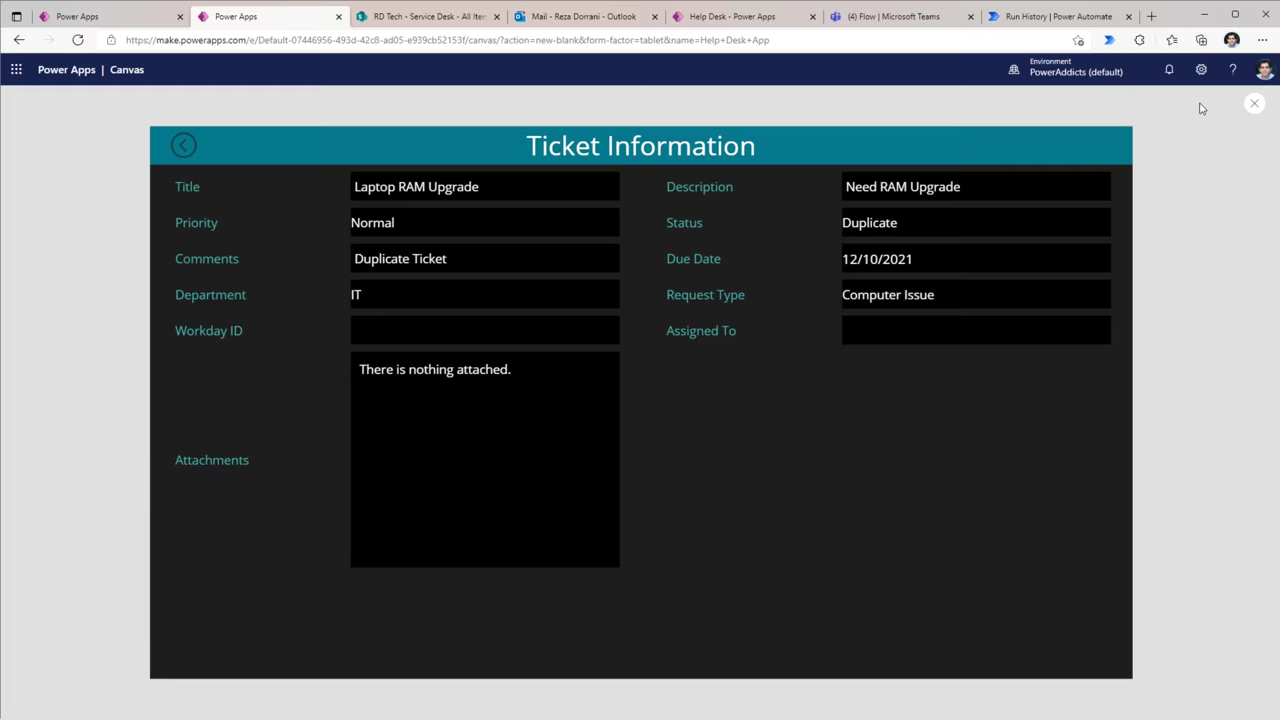 Power Apps
Power Apps
RD Tech - Service Desk - All Iten
Mail - Reza Dorrani - Outlook
Help Desk - Power Apps
(4) Flow | Microsoft Teams
Run History | Power Automate
https://make.powerapps.com/e/Default-07446956-493d-42c8-ad05-e939cb52153f/canvas/?action=new-blank&form-factor=tablet&name=Help+Desk+App
Power Apps | Canvas
Environment
PowerAddicts (default)
Ticket Information
Title Laptop RAM Upgrade Description Need RAM Upgrade
Priority Normal Status Duplicate
Comments Duplicate Ticket Due Date 12/10/2021
Department IT Request Type Computer Issue
Workday ID Assigned To
There is nothing attached.
Attachments